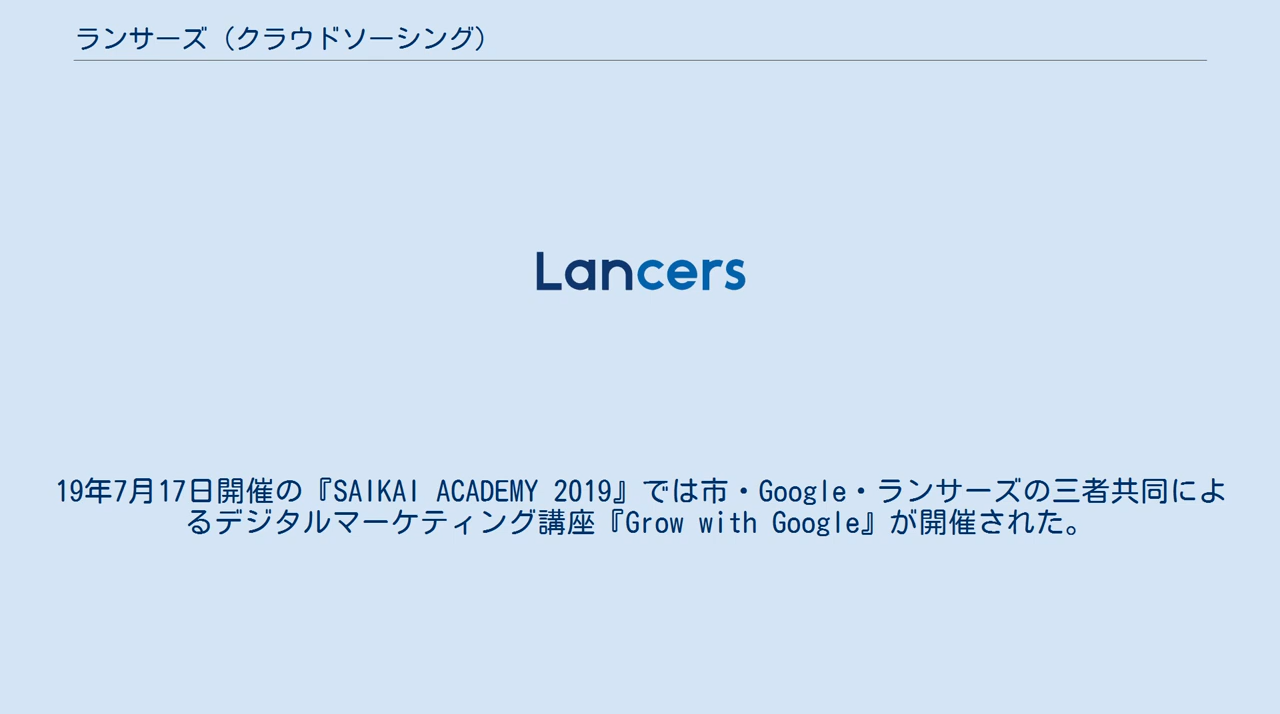 ランサーズ（クラウドソーシング）
Lancers
19年7月17日開催の『SAIKAI ACADEMY 2019』では市・Google・ランサーズの三者共同によ
るデジタルマーケティング講座『Grow with Google』が開催された。